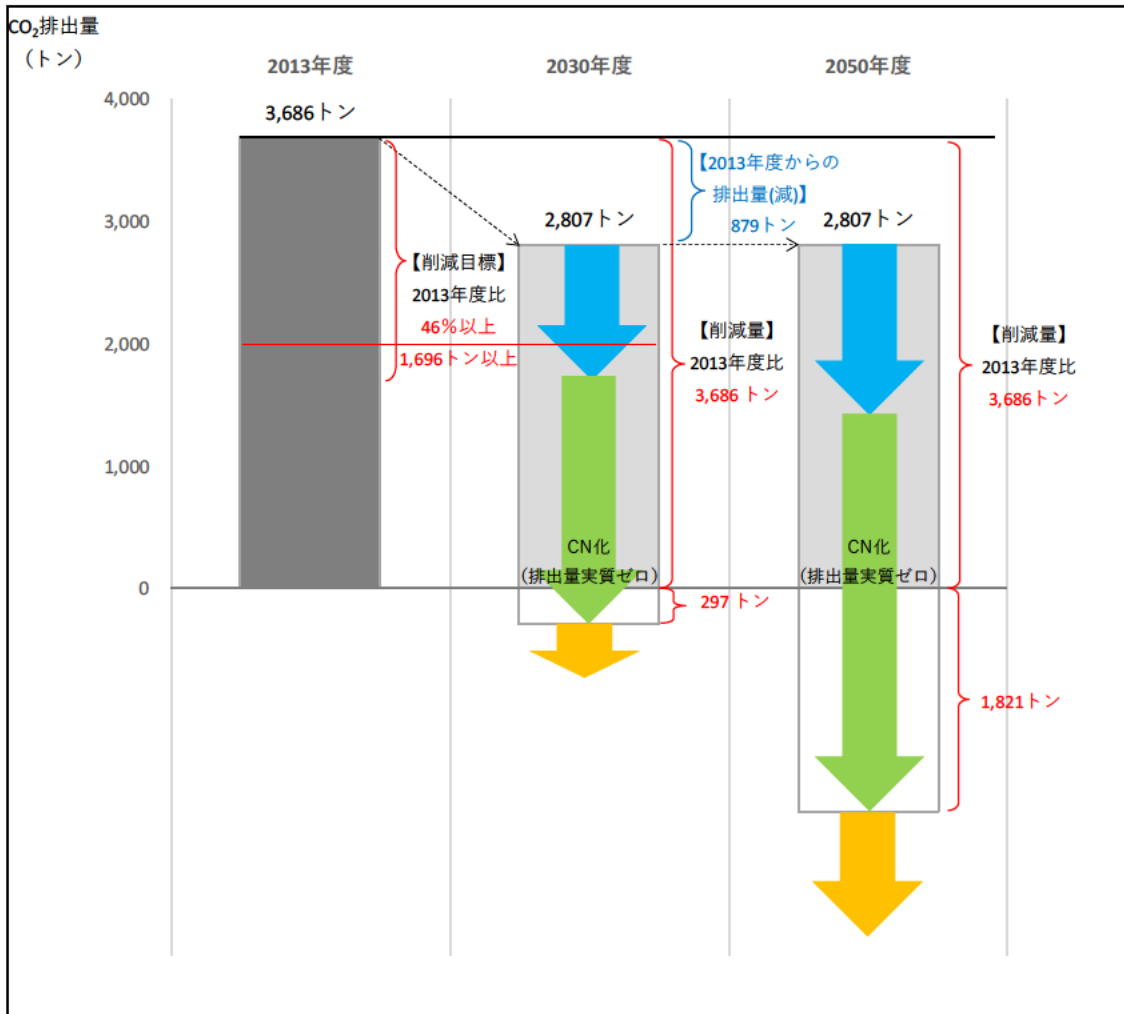 CO₂排出量
（トン）
2013年度
2030年度
2050年度
4,000
3,000
2,000
1,000
0
3,686トン
【削減目標】
2013年度比
46%以上
1,696トン以上
2,807トン
CN化
（排出量実質ゼロ）
【2013年度からの
排出量(減)】
879トン
【削減量】
2013年度比
3,686トン
297トン
2,807トン
CN化
（排出量実質ゼロ）
【削減量】
2013年度比
3,686トン
1,821トン